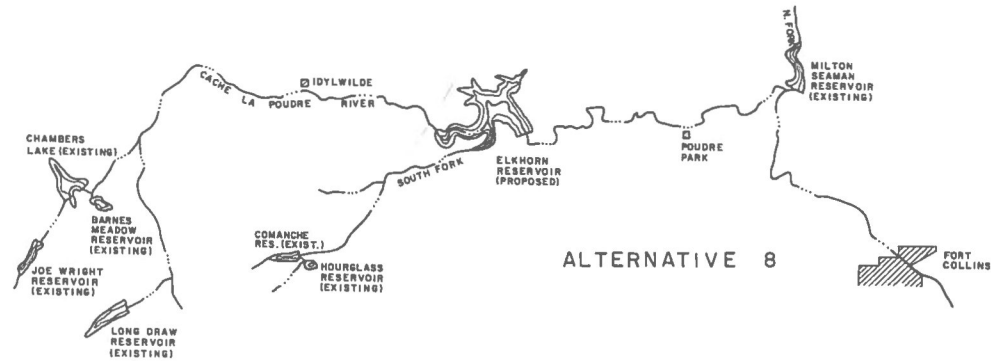 N. FORK
MILTON
SEAMAN
RESERVOIR
(EXISTING)
IDYLWILDE
CACHE LA POUDRE RIVER
CHAMBERS
LAKE (EXISTING)
POUDRE
PARK
ELKHORN
RESERVOIR
(PROPOSED)
SOUTH FORK
BARNES
MEADOW
RESERVOIR
(EXISTING)
COMANCHE
RES. (EXIST.)
HOURGLASS
RESERVOIR
(EXISTING)
JOE WRIGHT
RESERVOIR
(EXISTING)
ALTERNATIVE 8
FORT
COLLINS
LONG DRAW
RESERVOIR
(EXISTING)